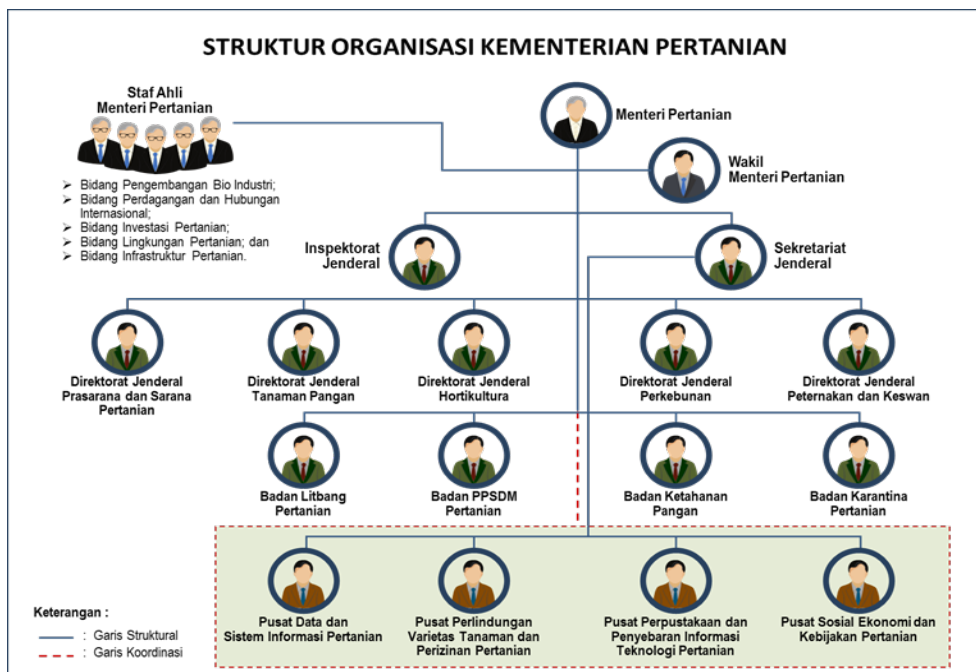 STRUKTUR ORGANISASI KEMENTERIAN PERTANIAN
Staf Ahli
Menteri Pertanian
➢ Bidang Pengembangan Bio Industri;
➢ Bidang Perdagangan dan Hubungan
Internasional;
➢ Bidang Investasi Pertanian;
➢ Bidang Lingkungan Pertanian; dan
➢ Bidang Infrastruktur Pertanian.
Menteri Pertanian
Wakil
Menteri Pertanian
Inspektorat
Jenderal
Sekretariat
Jenderal
Direktorat Jenderal
Prasarana dan Sarana
Pertanian
Direktorat Jenderal
Tanaman Pangan
Direktorat Jenderal
Hortikultura
Direktorat Jenderal
Perkebunan
Direktorat Jenderal
Peternakan dan Keswan
Badan Litbang
Pertanian
Badan PPSDM
Pertanian
Badan Ketahanan
Pangan
Badan Karantina
Pertanian
Pusat Data dan
Sistem Informasi Pertanian
Pusat Perlindungan
Varietas Tanaman dan
Perizinan Pertanian
Pusat Perpustakaan dan
Penyebaran Informasi
Teknologi Pertanian
Pusat Sosial Ekonomi dan
Kebijakan Pertanian
Keterangan :
: Garis Struktural
: Garis Koordinasi